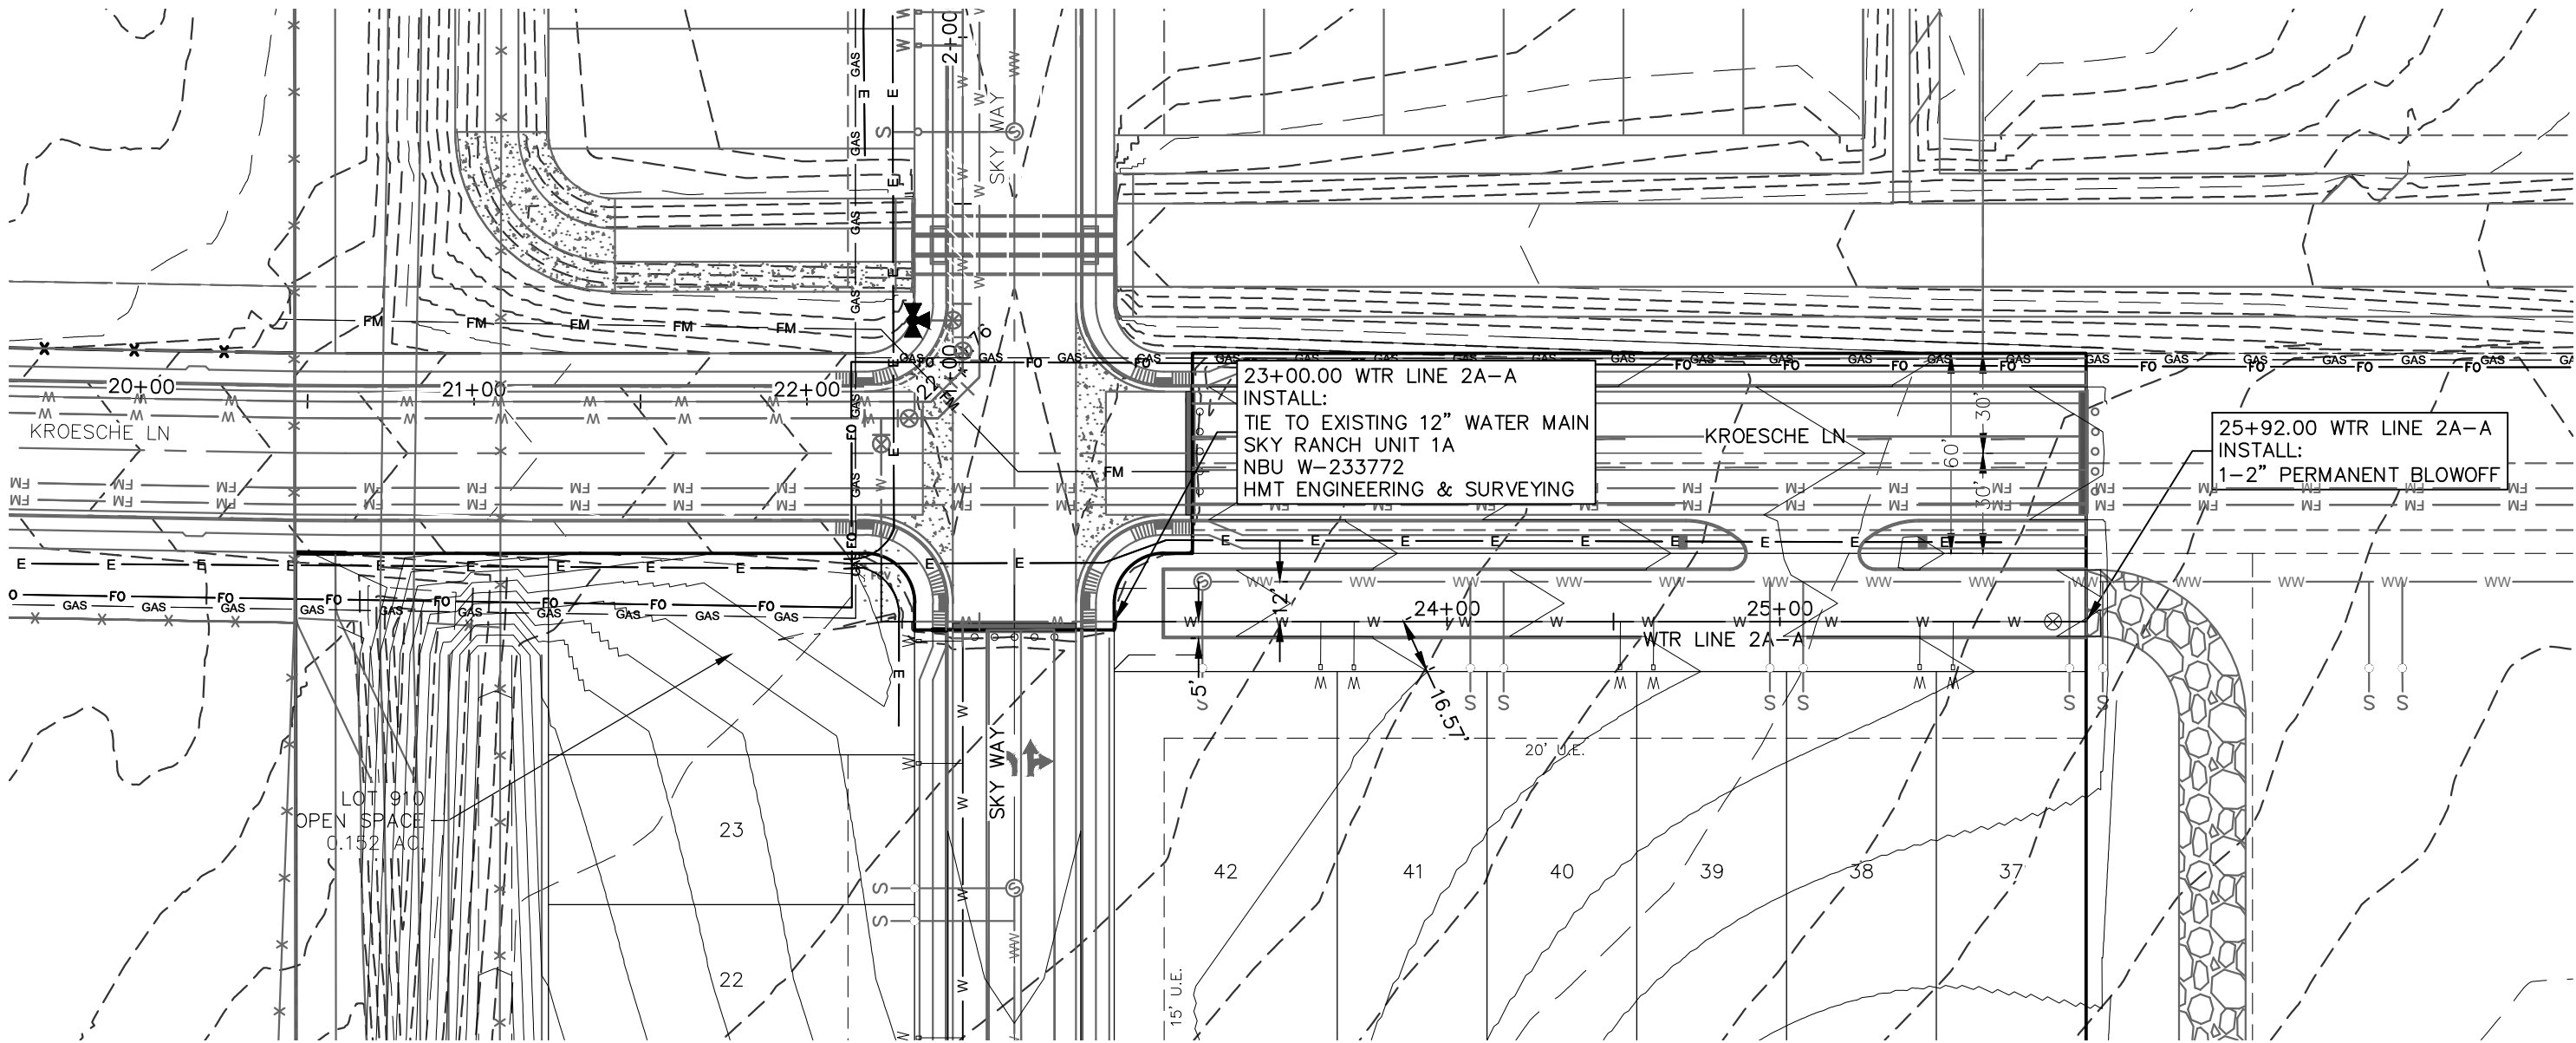 2+00
SKY WAY
20+00
21+00
22+00
KROESCHE LN
23+00.00 WTR LINE 2A-A
INSTALL:
TIE TO EXISTING 12" WATER MAIN
SKY RANCH UNIT 1A
NBU W-233772
HMT ENGINEERING & SURVEYING
KROESCHE LN
60'
30'
30'
25+92.00 WTR LINE 2A-A
INSTALL:
1-2" PERMANENT BLOWOFF
12'
24+00
25+00
WTR LINE 2A-A
5'
16.57'
20' U.E.
SKY WAY
LOT 910
OPEN SPACE
0.152 AC.
23
42
41
40
39
38
37
22
15' U.E.
GAS
FO
FM
E
W
WW
S